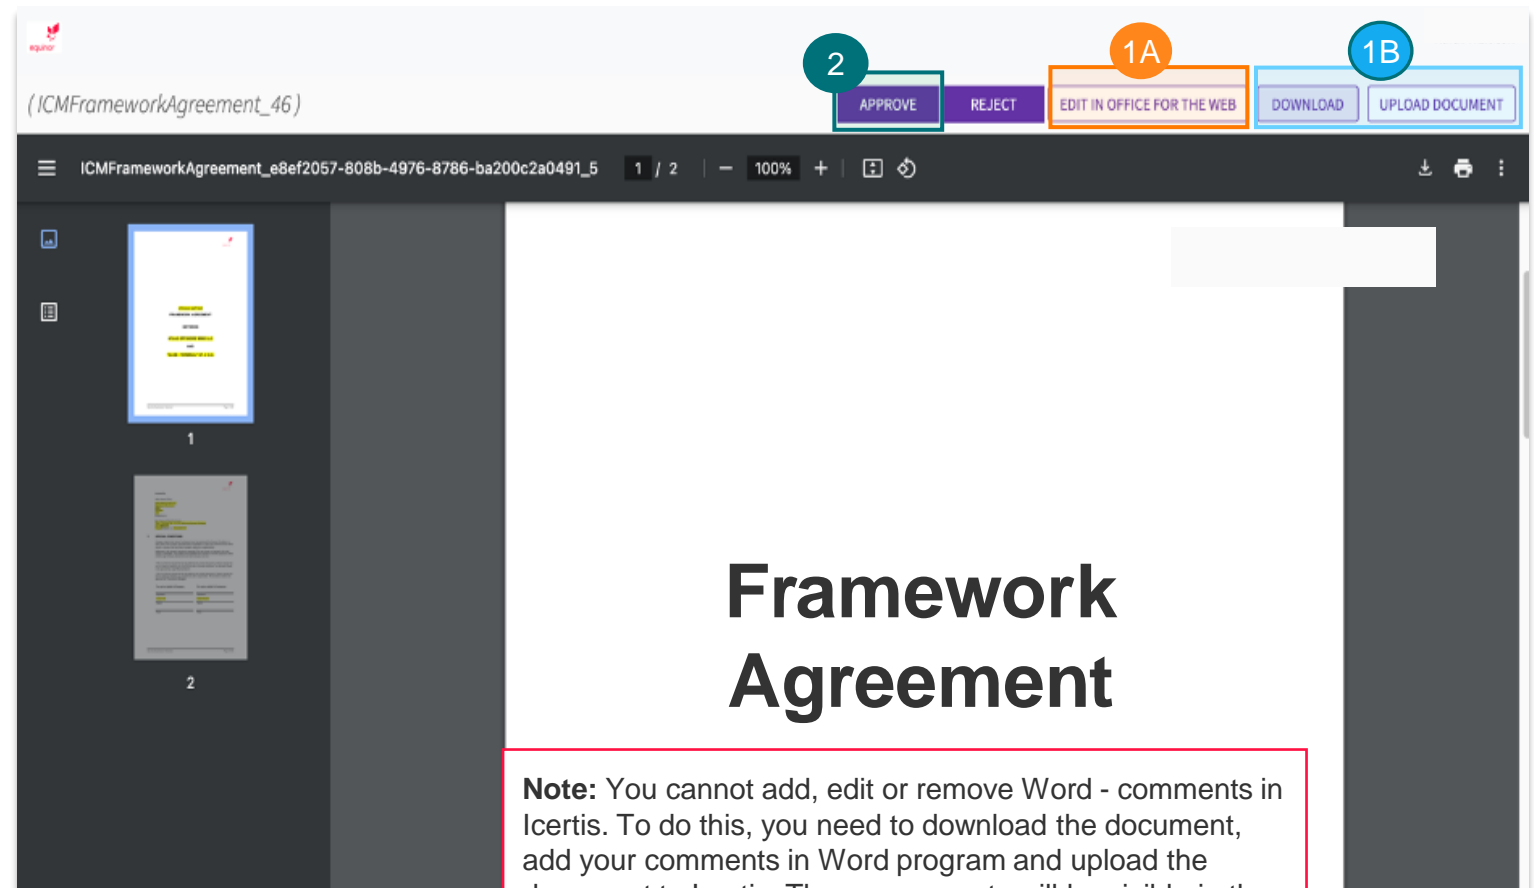 equinor
2
1A
1B
( ICMFrameworkAgreement_46 )
APPROVE
REJECT
EDIT IN OFFICE FOR THE WEB
DOWNLOAD
UPLOAD DOCUMENT
ICMFrameworkAgreement_e8ef2057-808b-4976-8786-ba200c2a0491_5
1 / 2
100%
1
2
Framework
Agreement
Note: You cannot add, edit or remove Word - comments in
Icertis. To do this, you need to download the document,
add your comments in Word program and upload the